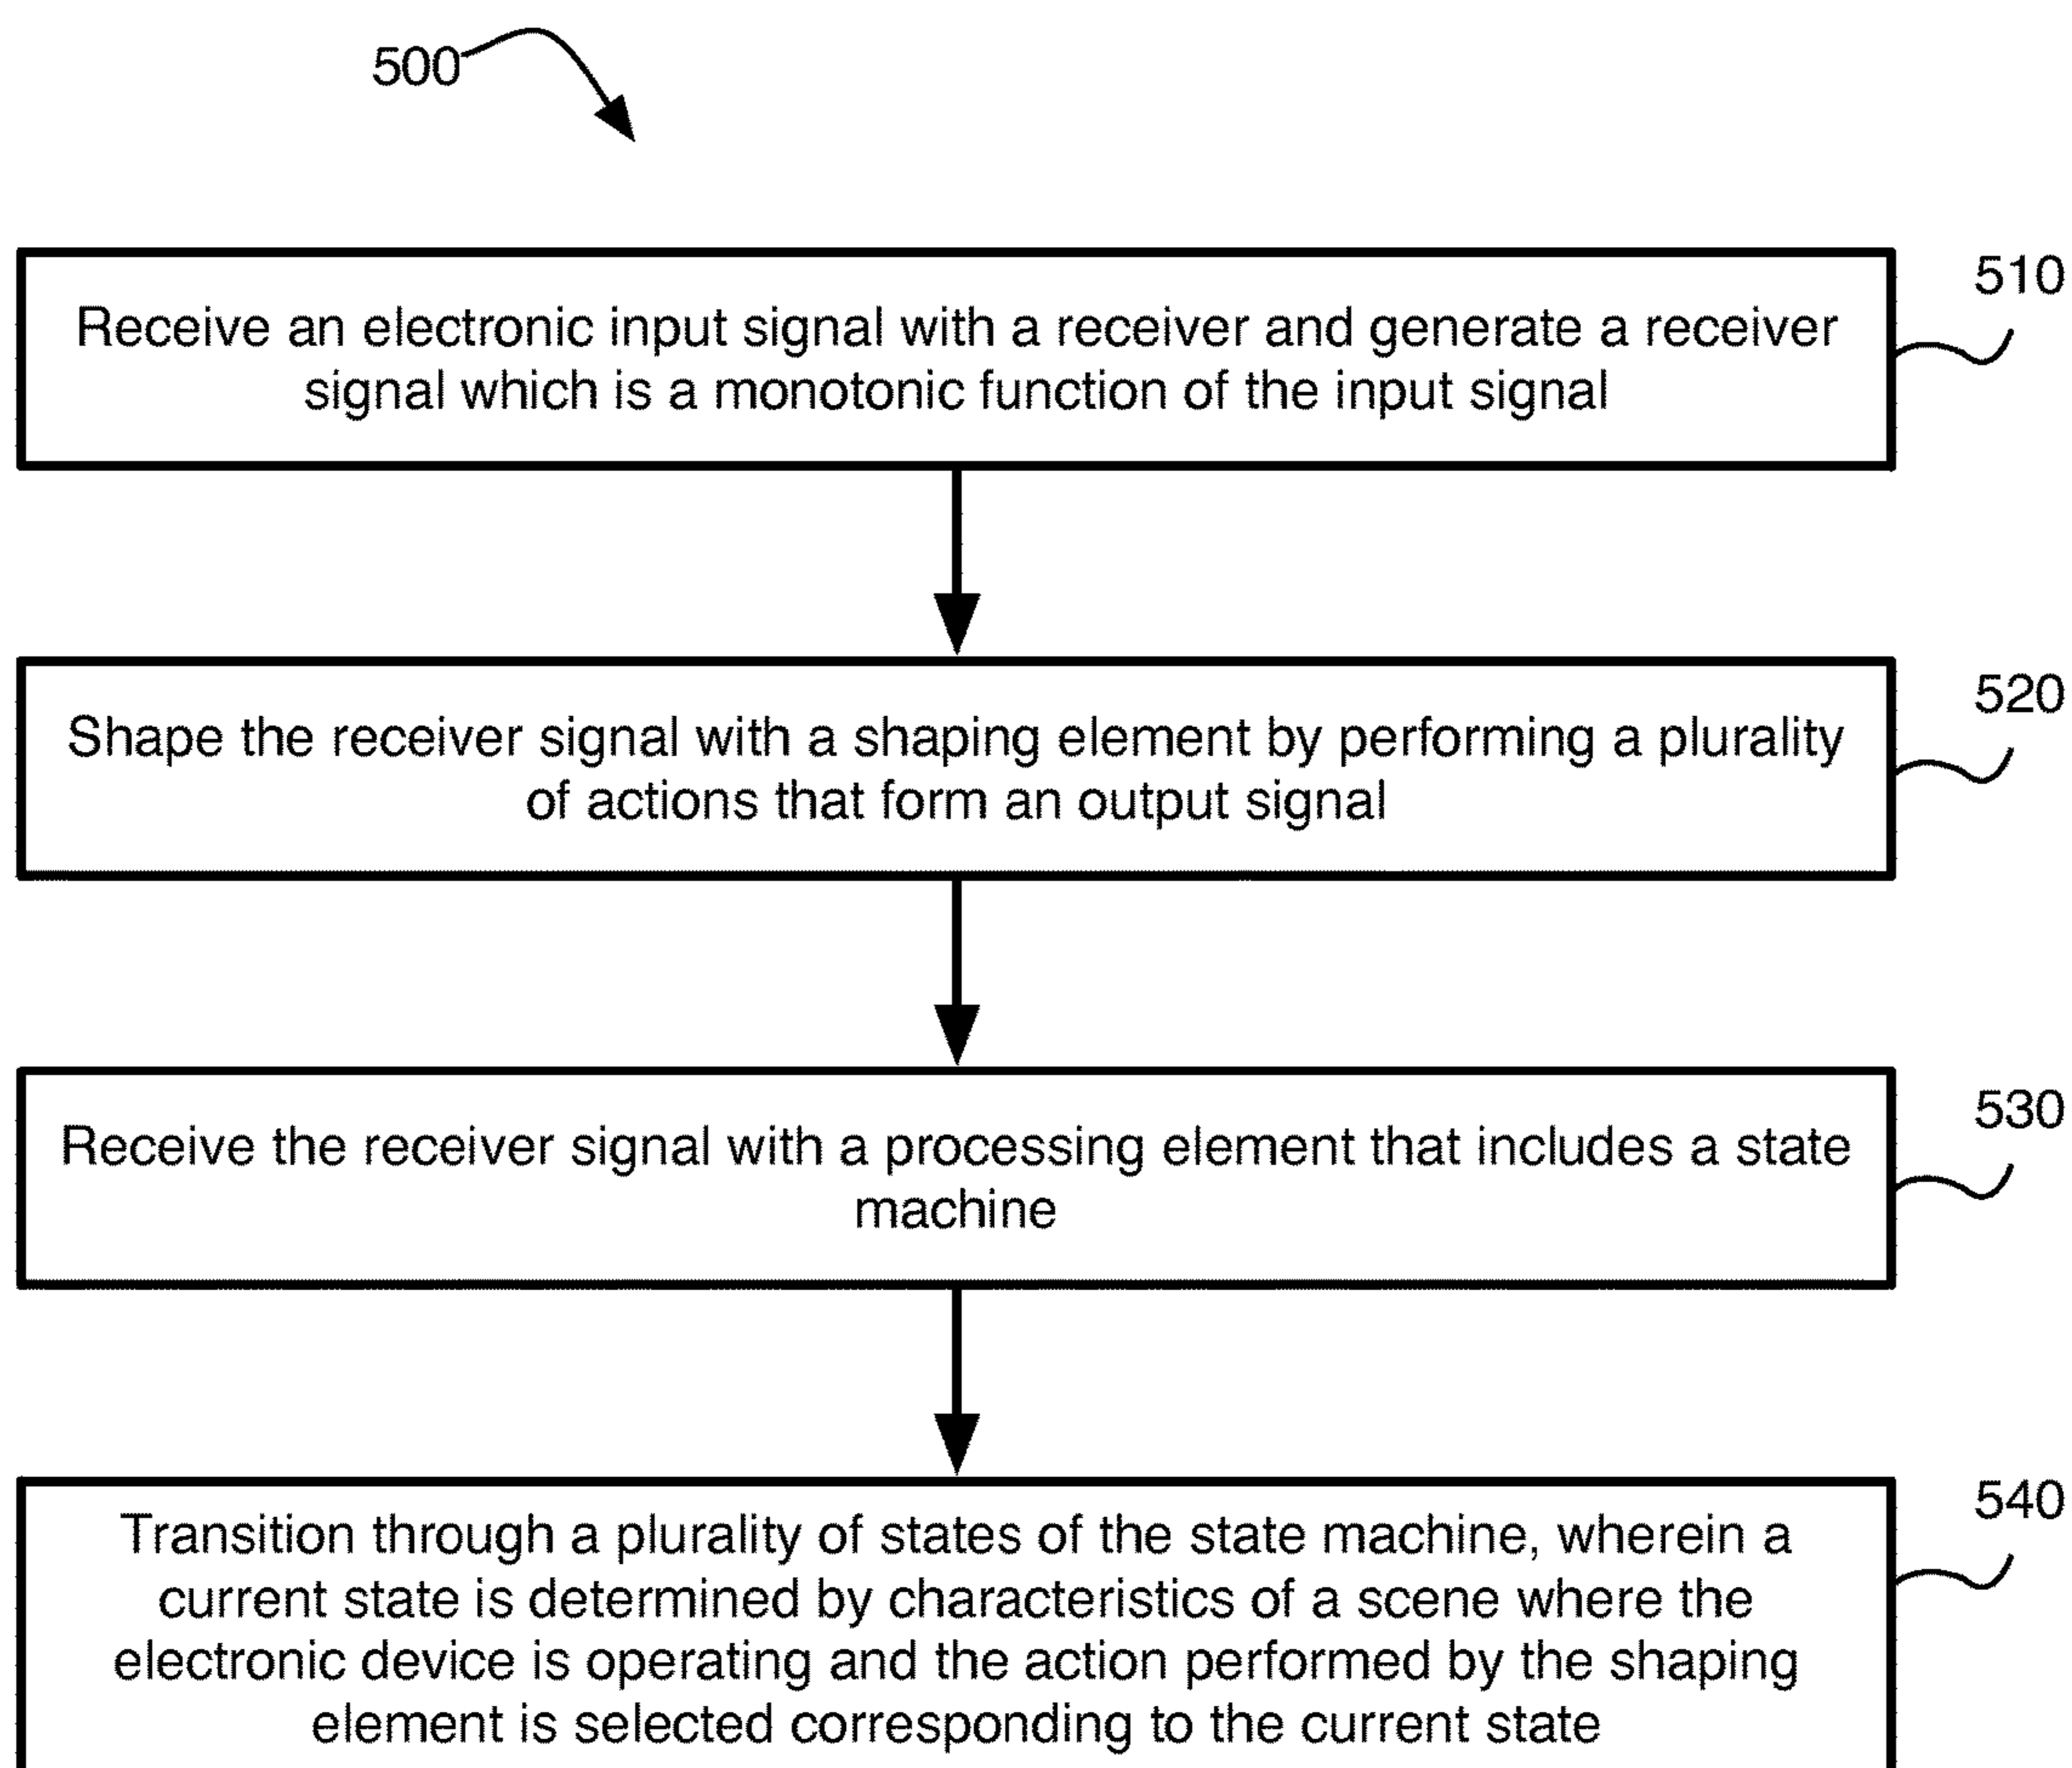 500
510
Receive an electronic input signal with a receiver and generate a receiver
signal which is a monotonic function of the input signal
520
Shape the receiver signal with a shaping element by performing a plurality
of actions that form an output signal
530
Receive the receiver signal with a processing element that includes a state
machine
540
Transition through a plurality of states of the state machine, wherein a
current state is determined by characteristics of a scene where the
electronic device is operating and the action performed by the shaping
element is selected corresponding to the current state